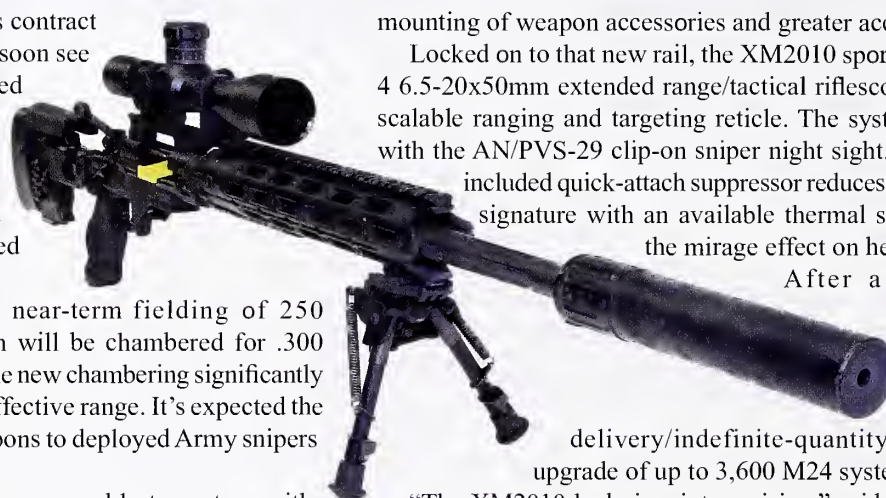 s contract
soon see
ed
ed
near-term fielding of 250
n will be chambered for .300
e new chambering significantly
ffective range. It's expected the
pons to deployed Army snipers
mounting of weapon accessories and greater acc
Locked on to that new rail, the XM2010 spor
4 6.5-20x50mm extended range/tactical riflesco
scalable ranging and targeting reticle. The syst
with the AN/PVS-29 clip-on sniper night sight.
included quick-attach suppressor reduces
signature with an available thermal s
the mirage effect on he
After a
delivery/indefinite-quantity
upgrade of up to 3,600 M24 syste